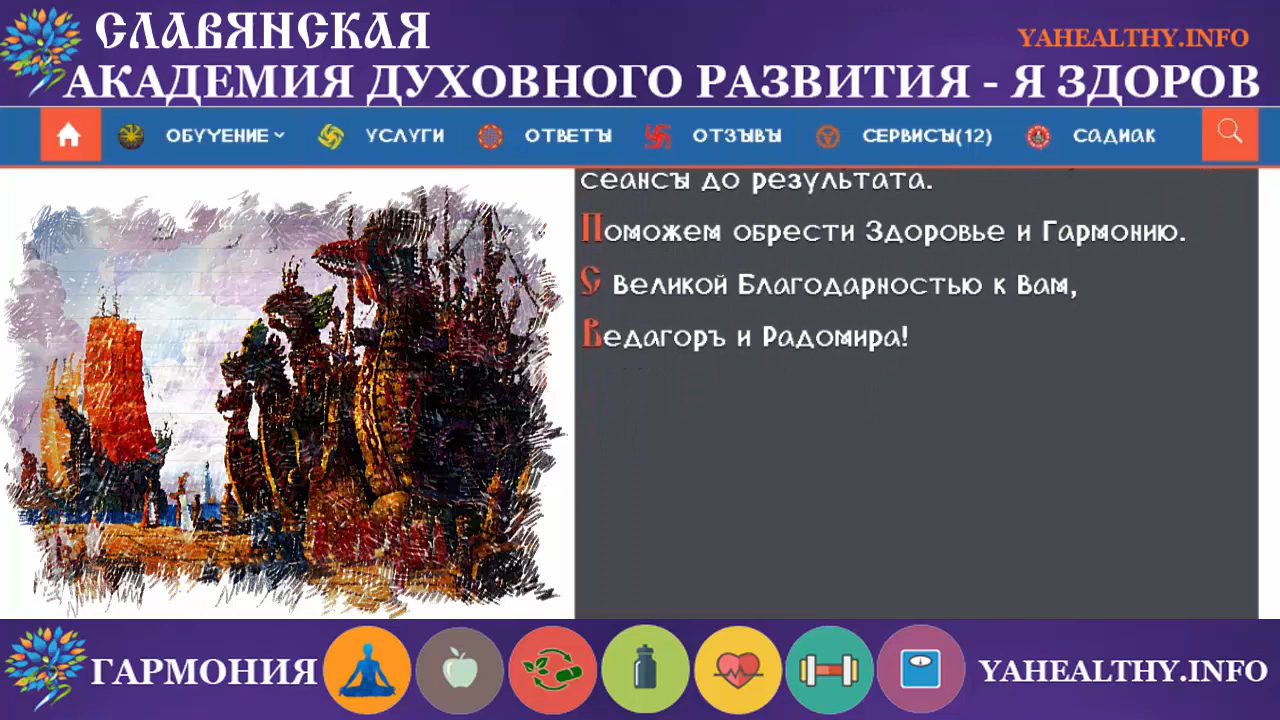 СЛАВЯНСКАЯ
YAHEALTHY.INFO
АКАДЕМИЯ ДУХОВНОГО РАЗВИТИЯ - Я ЗДОРОВ
ОБУЧЕНИЕ УСЛУГИ ОТВЕТЫ ОТЗЫВЫ СЕРВИСЫ(12) САДИАК
сеансы до результата.
Поможем обрести Здоровье и Гармонию.
С Великой Благодарностью к Вам,
Ведагоръ и Радомира!
ГАРМОНИЯ
YAHEALTHY.INFO